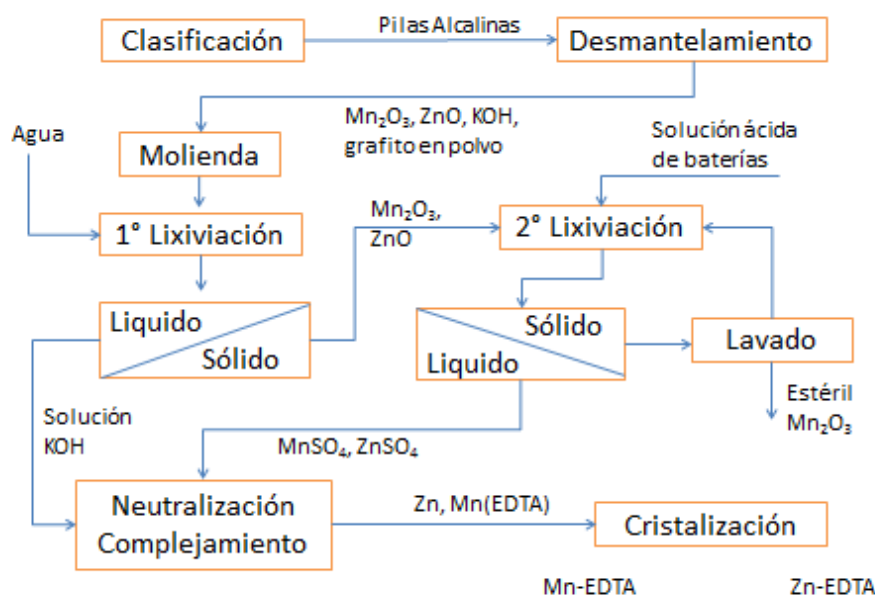 Clasificación
Pilas Alcalinas
Desmantelamiento
Mn₂O₃, ZnO, KOH,
grafito en polvo
Agua
Molienda
Solución ácida
de baterías
1° Lixiviación
Mn₂O₃,
ZnO
2° Lixiviación
Liquido
Sólido
Sólido
Liquido
Lavado
Estéril
Mn₂O₃
Solución
KOH
MnSO₄, ZnSO₄
Neutralización
Complejamiento
Zn, Mn(EDTA)
Cristalización
Mn-EDTA
Zn-EDTA